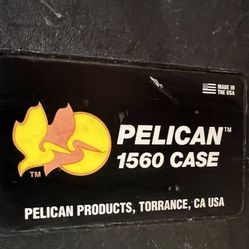 MADE IN
THE USA
PELICAN™
1560 CASE
TM
PELICAN PRODUCTS, TORRANCE, CA USA